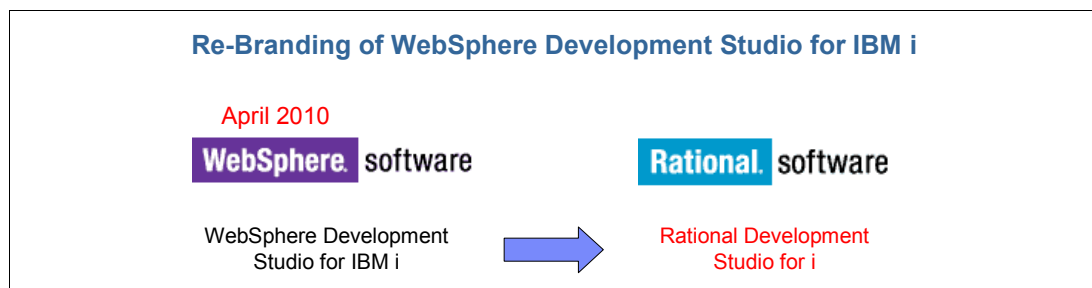 Re-Branding of WebSphere Development Studio for IBM i
April 2010
WebSphere. software
Rational. software
WebSphere Development
Studio for IBM i
Rational Development
Studio for i